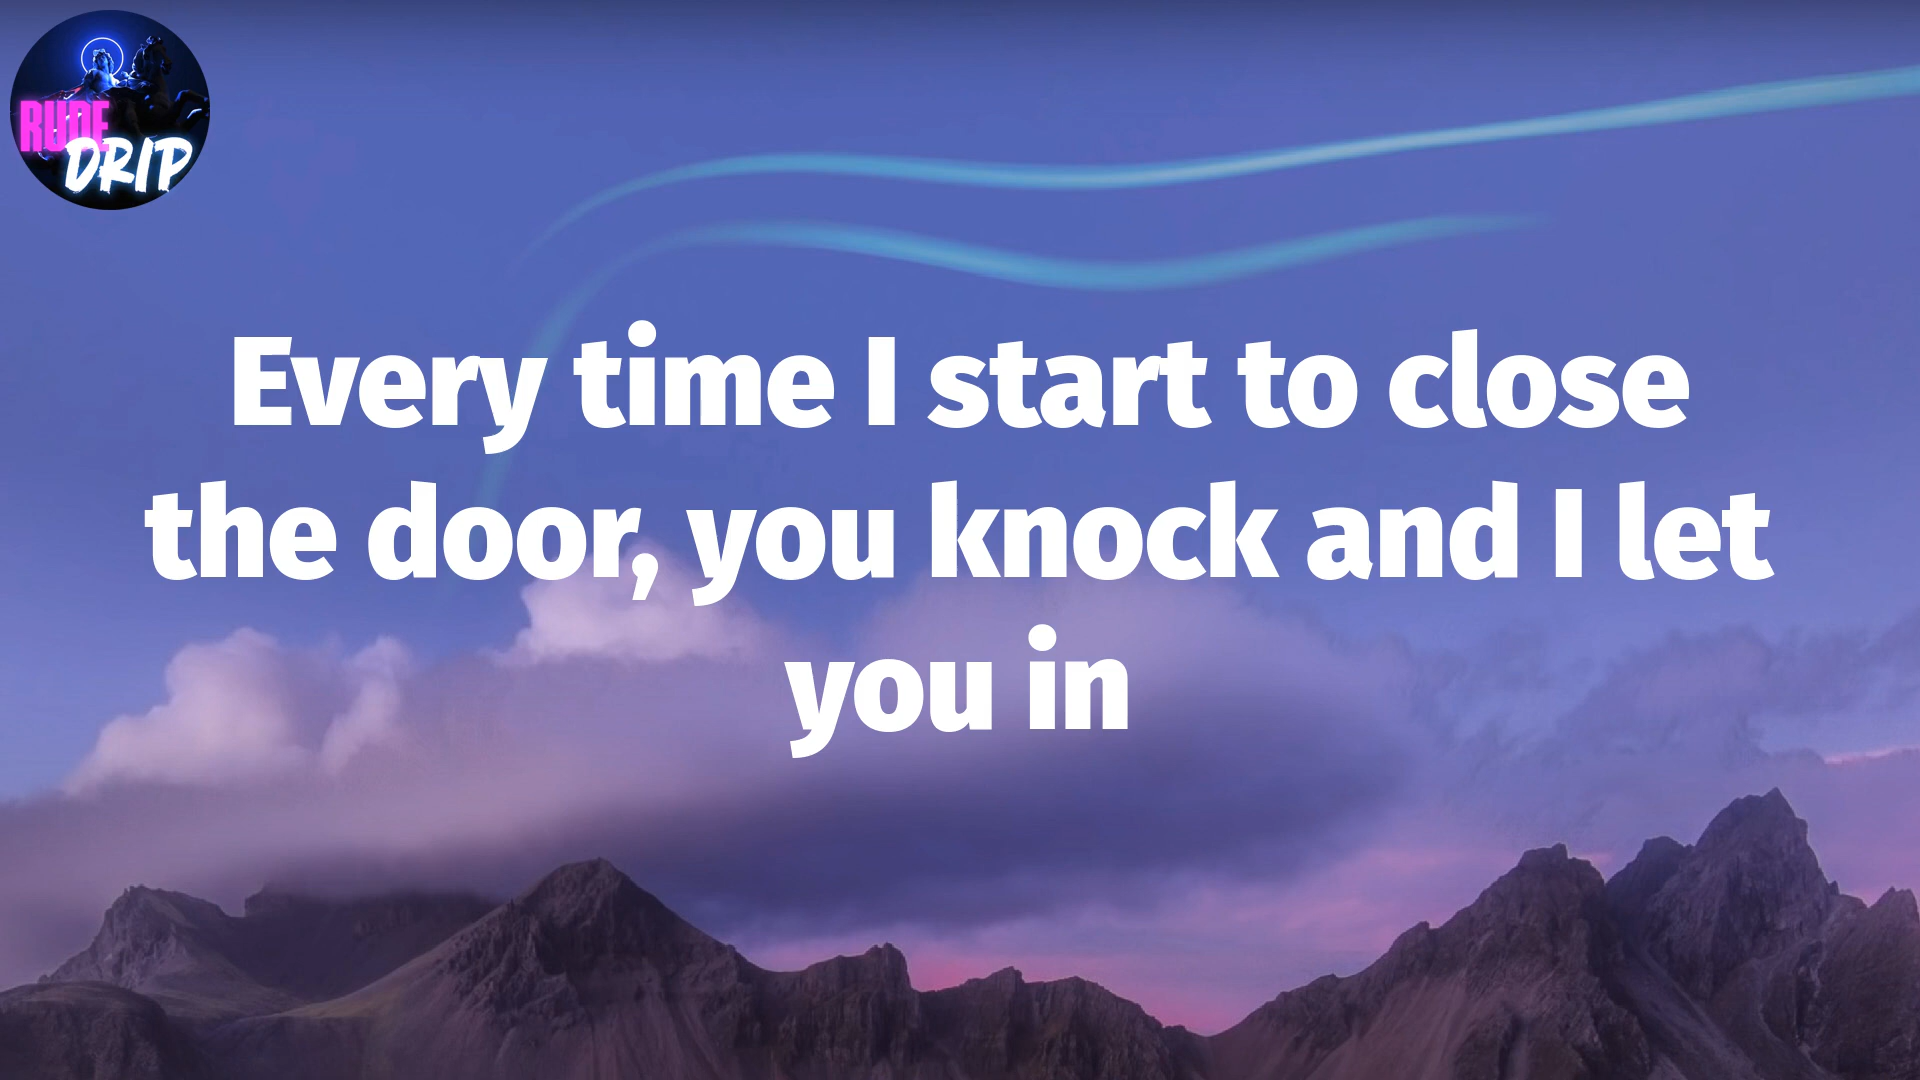 RUDE
DRIP
Every time I start to close
the door, you knock and I let
you in